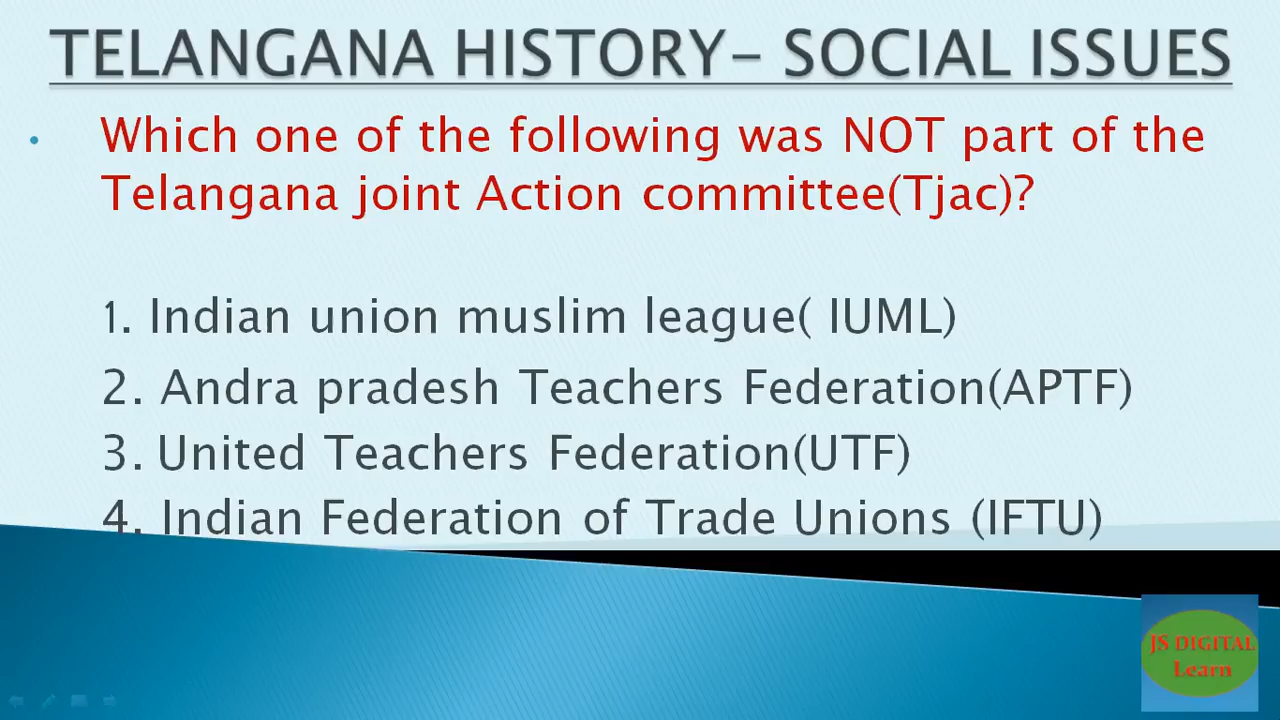 TELANGANA HISTORY- SOCIAL ISSUES
• Which one of the following was NOT part of the
Telangana joint Action committee(Tjac)?
1. Indian union muslim league( IUML)
2. Andra pradesh Teachers Federation(APTF)
3. United Teachers Federation(UTF)
4. Indian Federation of Trade Unions (IFTU)
JS DIGITAL
Learn